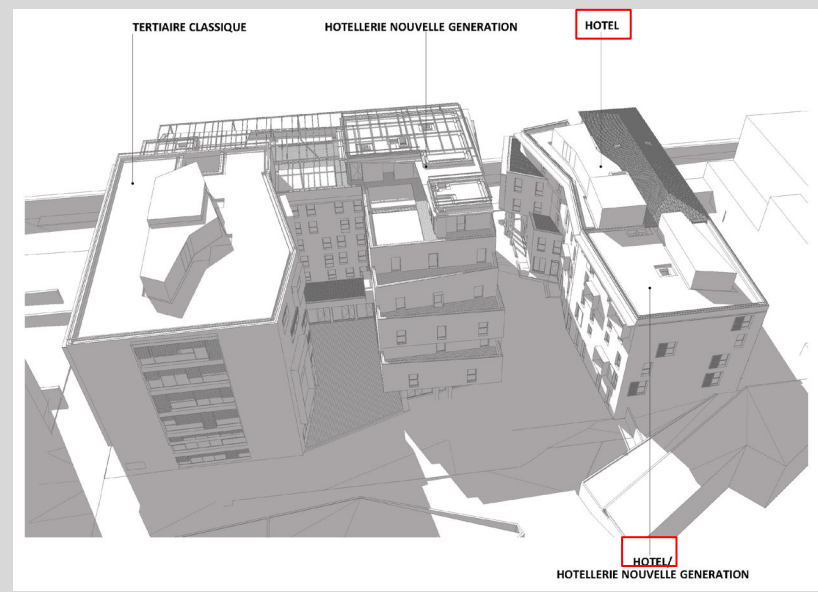 TERTIAIRE CLASSIQUE
HOTELLERIE NOUVELLE GENERATION
HOTEL
HOTEL/
HOTELLERIE NOUVELLE GENERATION